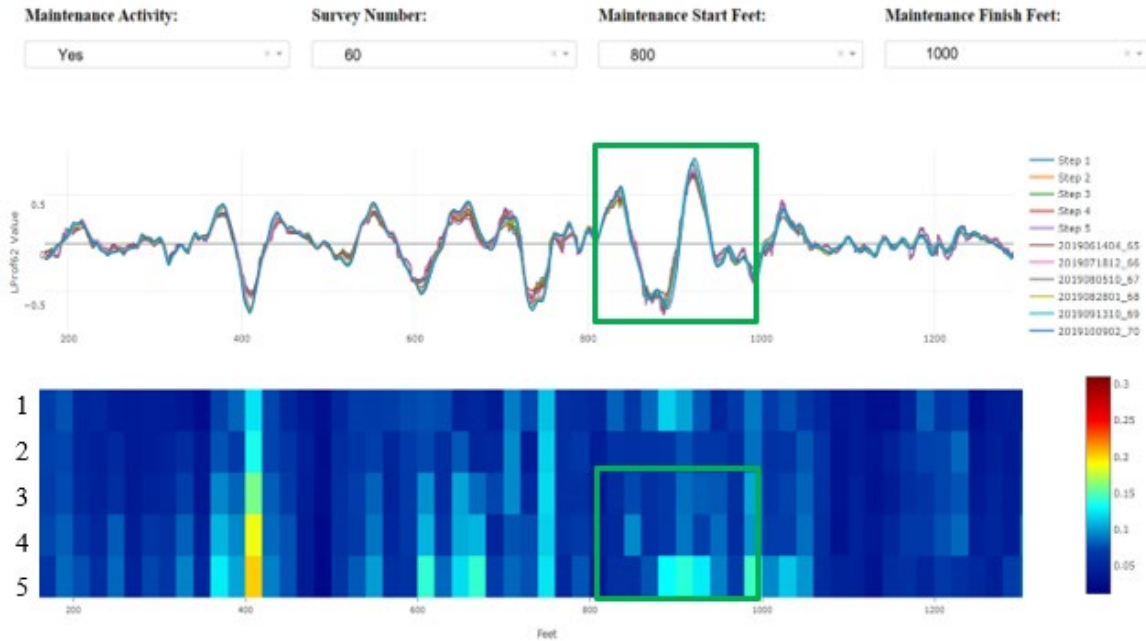 Maintenance Activity: Survey Number: Maintenance Start Feet: Maintenance Finish Feet:
Yes × 60 × 800 × 1000 ×
LProf62 Value
0.5
0
−0.5
200 400 600 800 1000 1200
Step 1
Step 2
Step 3
Step 4
Step 5
2019061404_65
2019071812_66
2019080510_67
2019082801_68
2019091310_69
2019100902_70
1
2
3
4
5
200 400 600 800 1000 1200
Feet
0.3
0.25
0.2
0.15
0.1
0.05